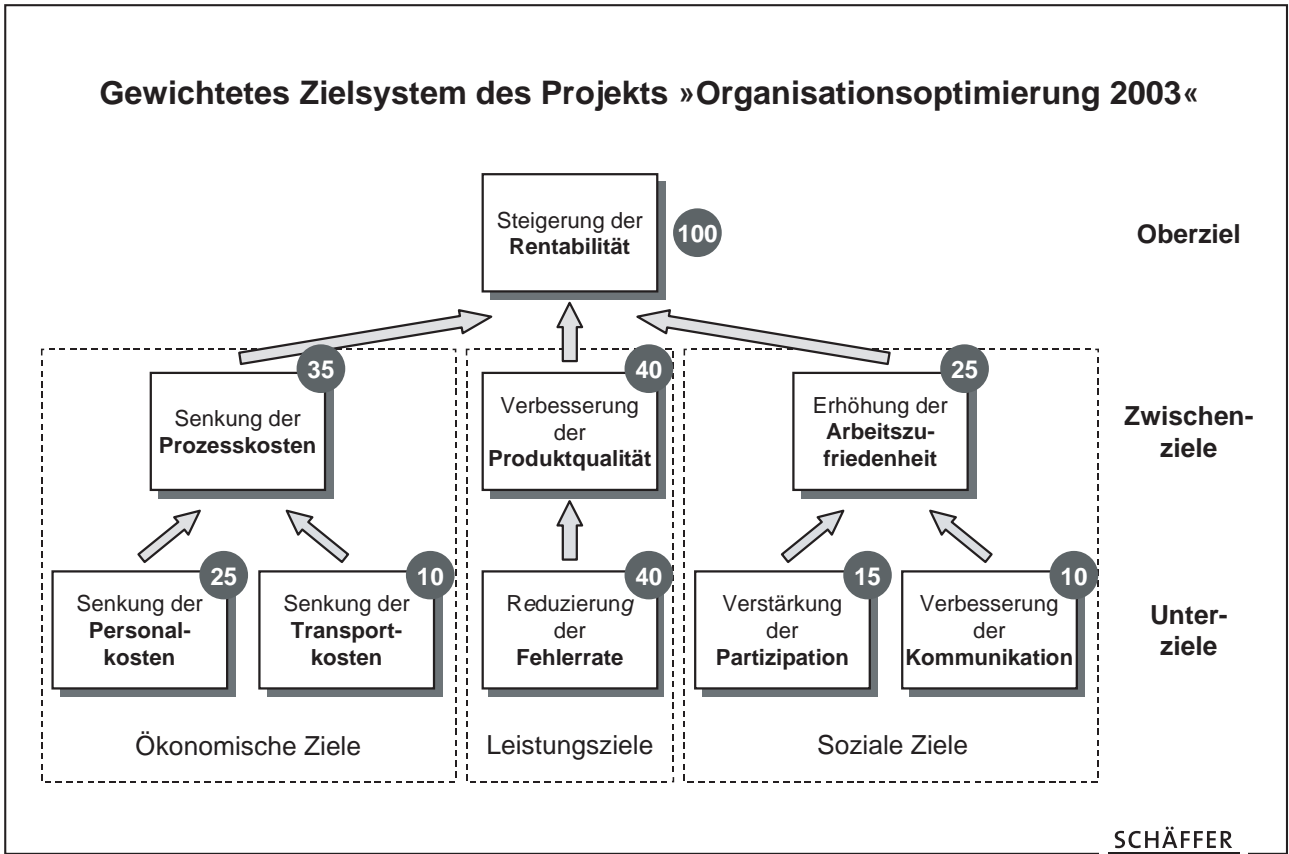 Gewichtetes Zielsystem des Projekts »Organisationsoptimierung 2003«
Steigerung der
Rentabilität
100
Oberziel
35
Senkung der
Prozesskosten
40
Verbesserung
der
Produktqualität
25
Erhöhung der
Arbeitszu-
friedenheit
Zwischen-
ziele
25
Senkung der
Personal-
kosten
10
Senkung der
Transport-
kosten
40
Reduzierung
der
Fehlerrate
15
Verstärkung
der
Partizipation
10
Verbesserung
der
Kommunikation
Unter-
ziele
Ökonomische Ziele
Leistungsziele
Soziale Ziele
SCHÄFFER